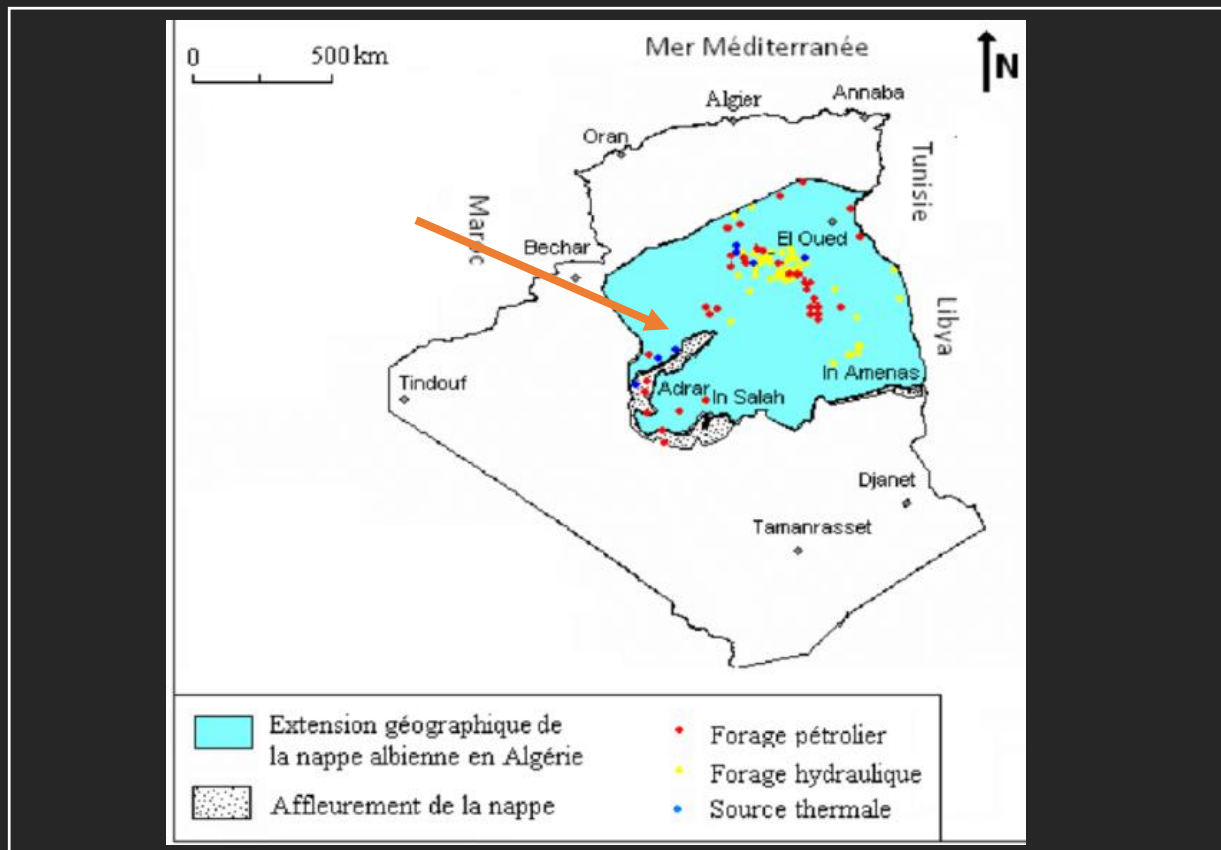 0 500 km
Mer Méditerranée
N
Algier
Annaba
Oran
Tunisie
Maroc
El Oued
Bechar
Libya
In Amenas
Tindouf
Adrar
In Salah
Djanet
Tamanrasset
Extension géographique de
la nappe albienne en Algérie
Affleurement de la nappe
Forage pétrolier
Forage hydraulique
Source thermale